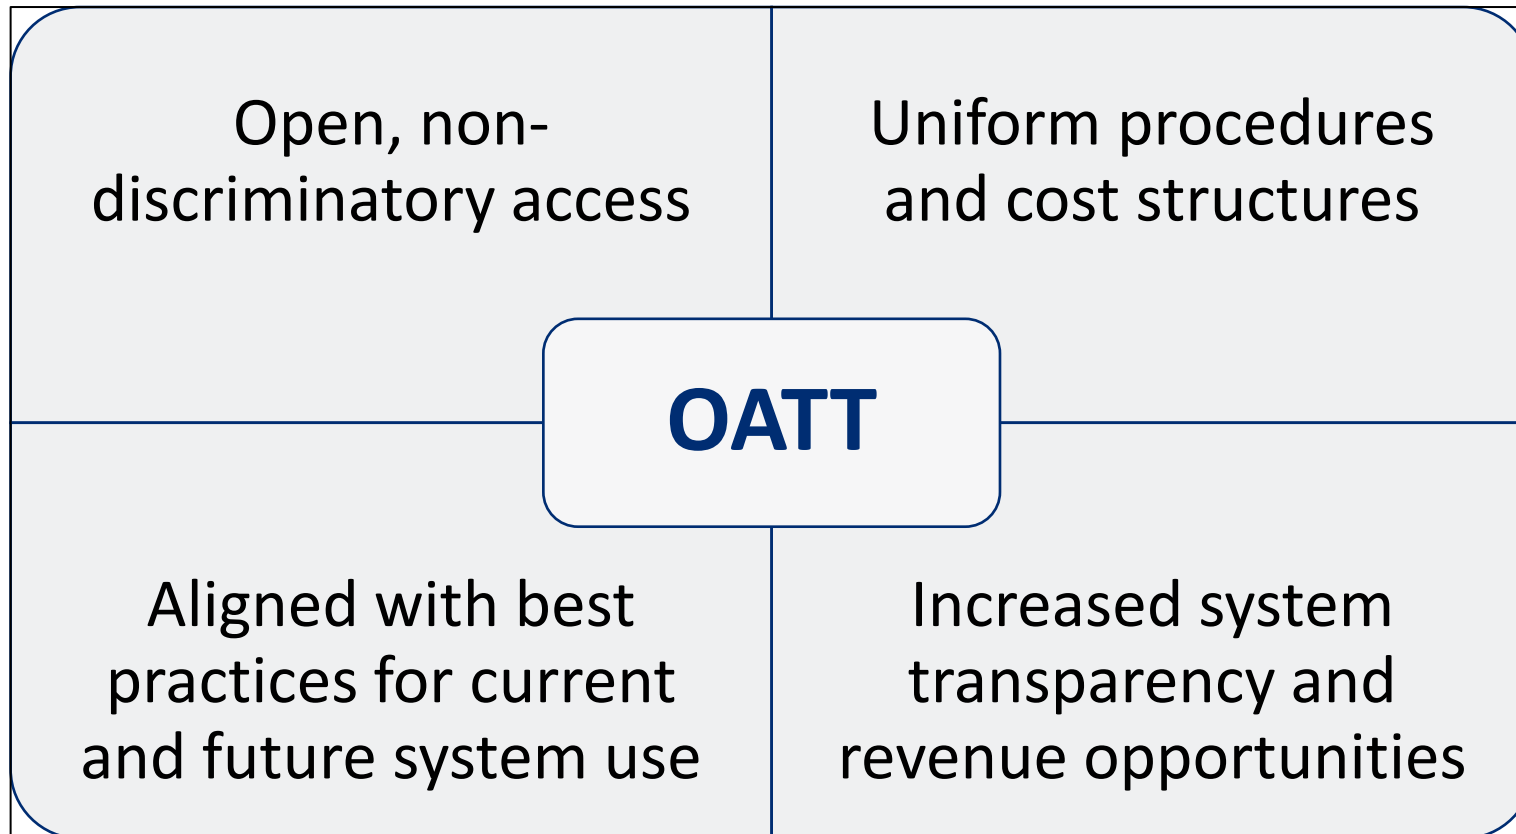 Open, non-
discriminatory access
Uniform procedures
and cost structures
OATT
Aligned with best
practices for current
and future system use
Increased system
transparency and
revenue opportunities